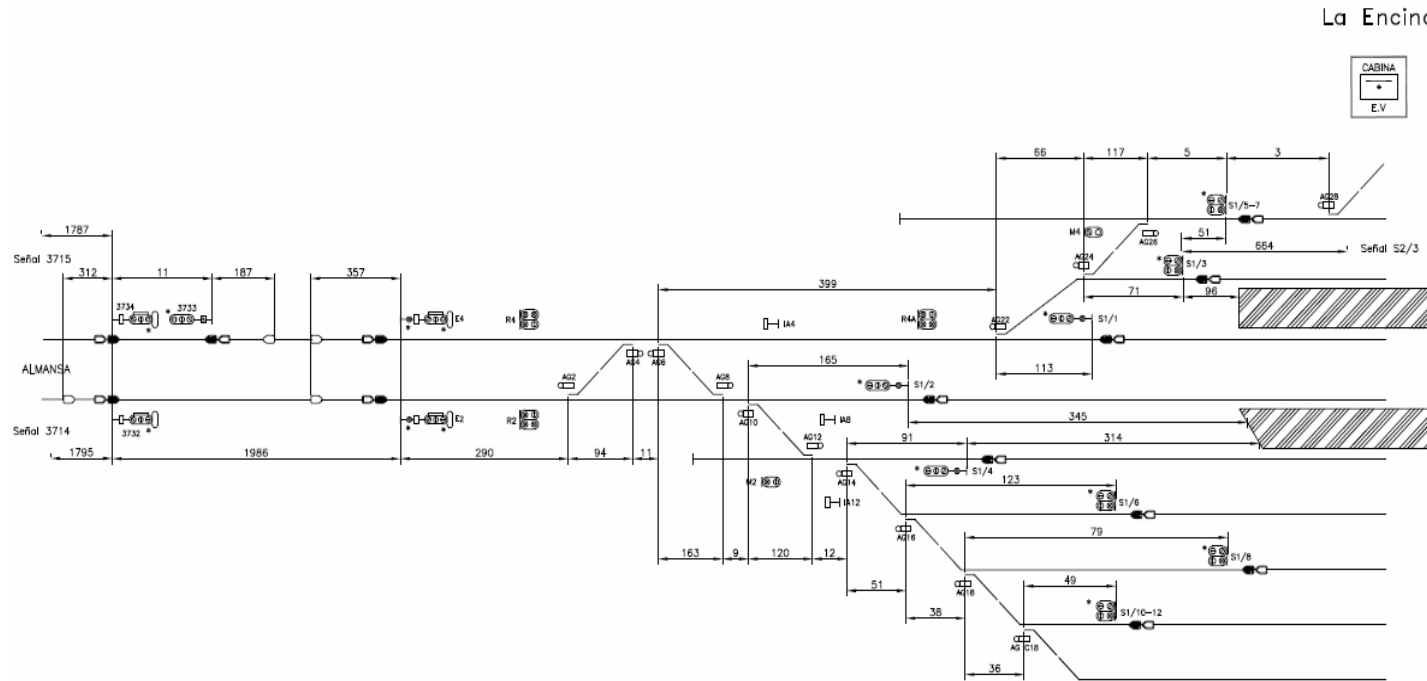 La Encina
CABINA
*
E.V
66 117 5 3
* S1/5-7 AG28
1787 M4 AG26 51 664 Señal S2/3
Señal 3715 AG24 * S1/3
312 11 187 357 399 71 96
3734 * 3733 E4 R4 IA4 R4A AG22 * S1/1
* * *
ALMANSA AG4 AG6 165 113
AG2 AG8 * S1/2
Señal 3714 3732 * * E2 * R2 AG10 IA8 345
1795 1986 290 94 11 AG12 91 314
M2 AG14 * S1/4
123
IA12 * S1/6
AG16 79
163 9 120 12 * S1/8
51 AG18 49
38 * S1/10-12
AG C18
36